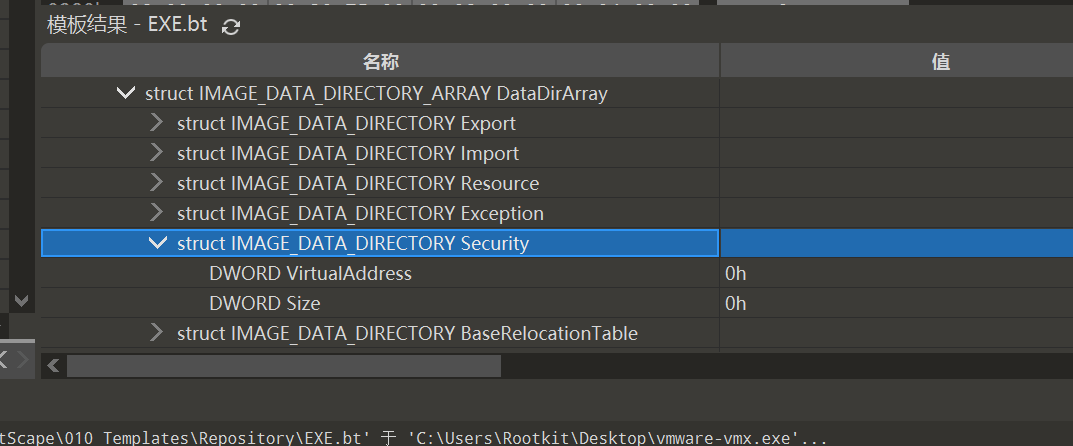 模板结果 - EXE.bt
名称 值
struct IMAGE_DATA_DIRECTORY_ARRAY DataDirArray
struct IMAGE_DATA_DIRECTORY Export
struct IMAGE_DATA_DIRECTORY Import
struct IMAGE_DATA_DIRECTORY Resource
struct IMAGE_DATA_DIRECTORY Exception
struct IMAGE_DATA_DIRECTORY Security
DWORD VirtualAddress 0h
DWORD Size 0h
struct IMAGE_DATA_DIRECTORY BaseRelocationTable
tScape\010 Templates\Repository\EXE.bt' 于 'C:\Users\Rootkit\Desktop\vmware-vmx.exe'...